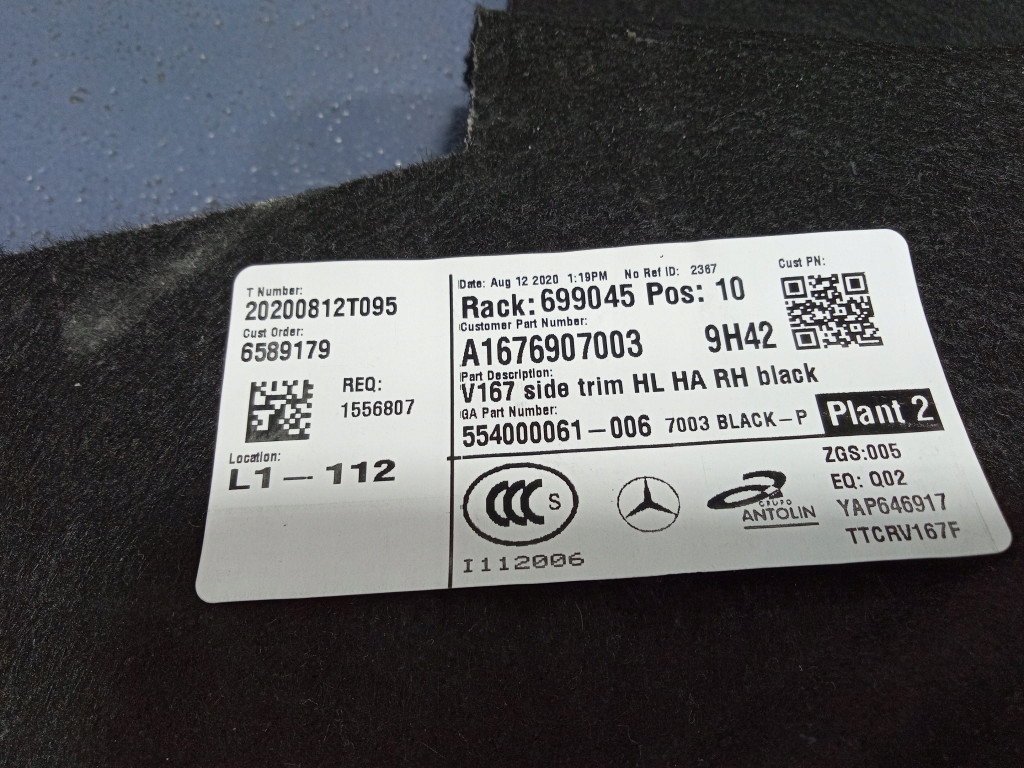 T Number:
20200812T095
Cust Order:
6589179
REQ:
1556807
Location:
L1-112
Date: Aug 12 2020 1:19PM No Ref ID: 2367
Rack: 699045 Pos: 10
Customer Part Number:
A1676907003 9H42
Part Description:
V167 side trim HL HA RH black
GA Part Number:
554000061-006 7003 BLACK-P
Cust PN:
Plant 2
CCC S
I112006
GRUPO
ANTOLIN
ZGS:005
EQ: Q02
YAP646917
TTCRV167F